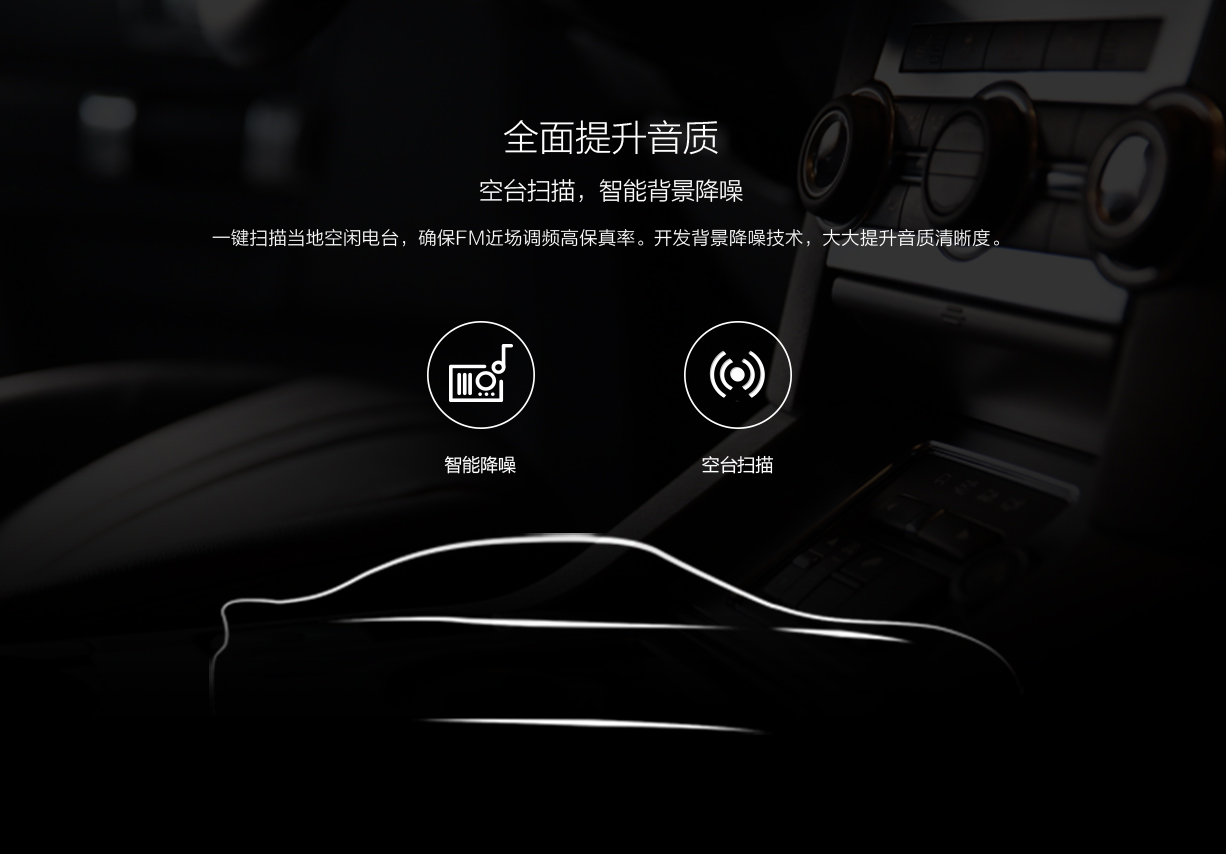 全面提升音质
空台扫描，智能背景降噪
一键扫描当地空闲电台，确保FM近场调频高保真率。开发背景降噪技术，大大提升音质清晰度。
智能降噪
空台扫描